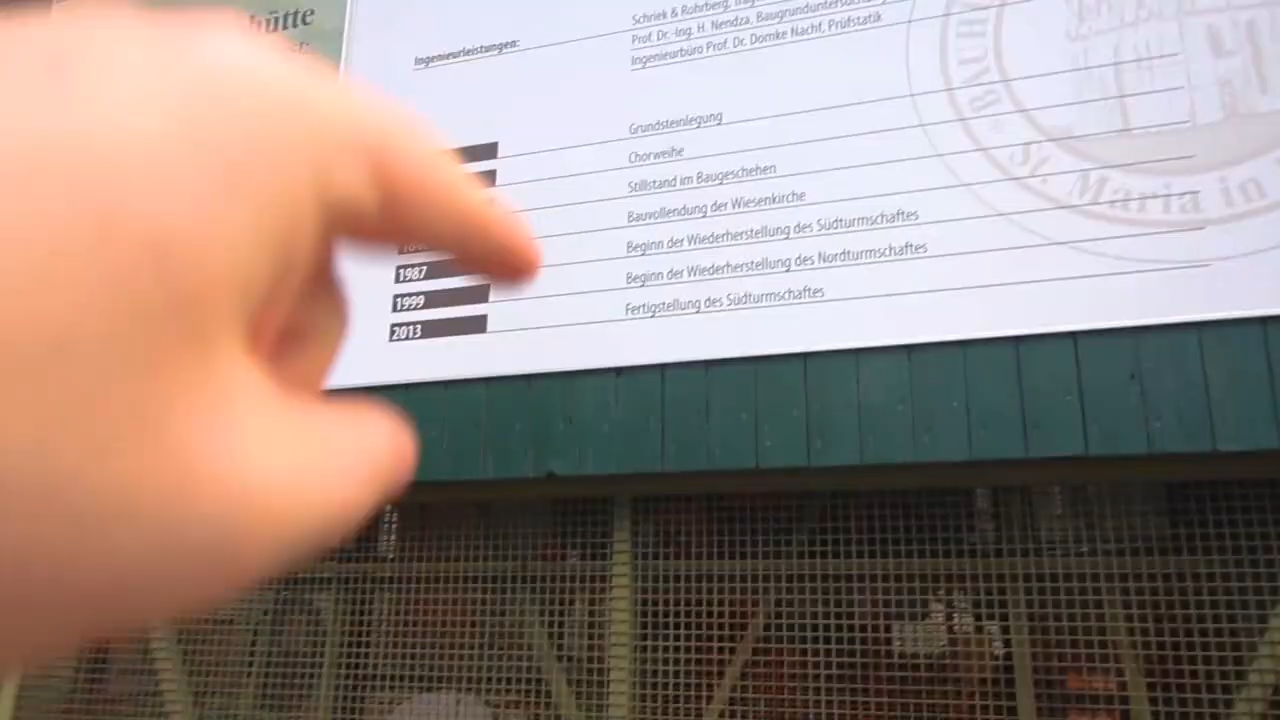 hütte
Schriek & Rohrberg,
Prof. Dr.-Ing. H. Nendza, Baugrunduntersuchung
Ingenieurleistungen:
Ingenieurbüro Prof. Dr. Domke Nachf, Prüfstatik
Grundsteinlegung
Chorweihe
Stillstand im Baugeschehen
Bauvollendung der Wiesenkirche
1987 Beginn der Wiederherstellung des Südturmschaftes
1999 Beginn der Wiederherstellung des Nordturmschaftes
2013 Fertigstellung des Südturmschaftes
BAUH
St. Maria in